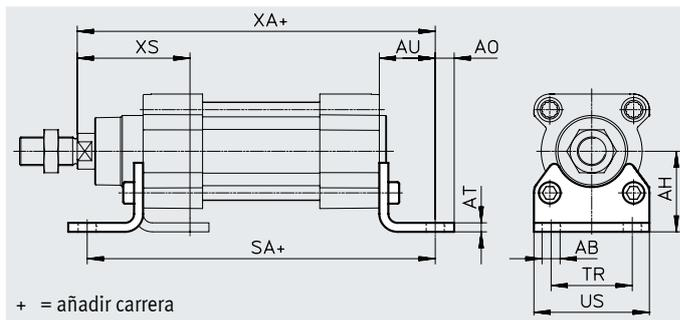 XA+
XS
AU
AO
AT
AH
SA+
AB
TR
US
+ = añadir carrera